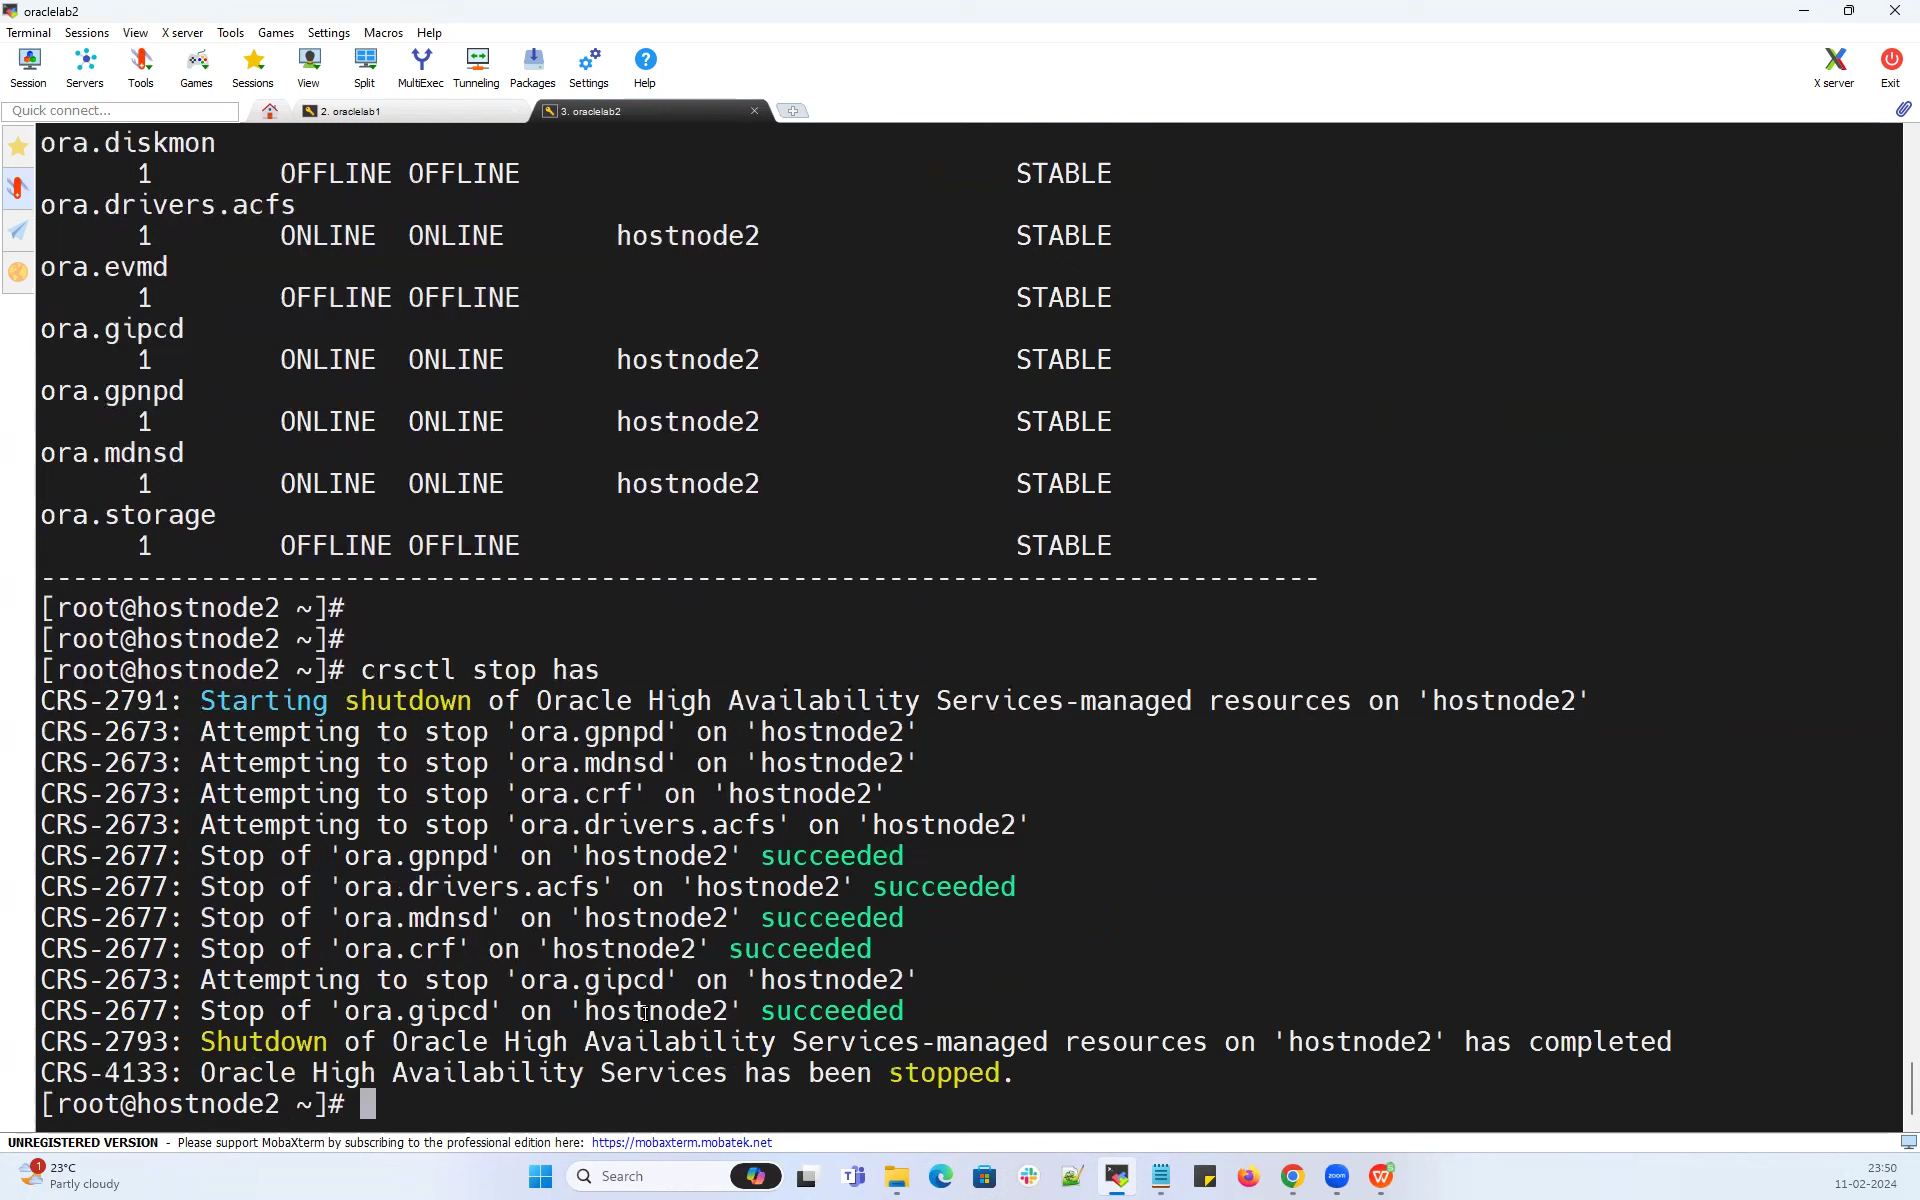 oraclelab2
Terminal Sessions View X server Tools Games Settings Macros Help
Session Servers Tools Games Sessions View Split MultiExec Tunneling Packages Settings Help X server Exit
Quick connect... 2. oraclelab1 3. oraclelab2
ora.diskmon
1 OFFLINE OFFLINE STABLE
ora.drivers.acfs
1 ONLINE ONLINE hostnode2 STABLE
ora.evmd
1 OFFLINE OFFLINE STABLE
ora.gipcd
1 ONLINE ONLINE hostnode2 STABLE
ora.gpnpd
1 ONLINE ONLINE hostnode2 STABLE
ora.mdnsd
1 ONLINE ONLINE hostnode2 STABLE
ora.storage
1 OFFLINE OFFLINE STABLE
--------------------------------------------------------------------------------
[root@hostnode2 ~]#
[root@hostnode2 ~]#
[root@hostnode2 ~]# crsctl stop has
CRS-2791: Starting shutdown of Oracle High Availability Services-managed resources on 'hostnode2'
CRS-2673: Attempting to stop 'ora.gpnpd' on 'hostnode2'
CRS-2673: Attempting to stop 'ora.mdnsd' on 'hostnode2'
CRS-2673: Attempting to stop 'ora.crf' on 'hostnode2'
CRS-2673: Attempting to stop 'ora.drivers.acfs' on 'hostnode2'
CRS-2677: Stop of 'ora.gpnpd' on 'hostnode2' succeeded
CRS-2677: Stop of 'ora.drivers.acfs' on 'hostnode2' succeeded
CRS-2677: Stop of 'ora.mdnsd' on 'hostnode2' succeeded
CRS-2677: Stop of 'ora.crf' on 'hostnode2' succeeded
CRS-2673: Attempting to stop 'ora.gipcd' on 'hostnode2'
CRS-2677: Stop of 'ora.gipcd' on 'hostnode2' succeeded
CRS-2793: Shutdown of Oracle High Availability Services-managed resources on 'hostnode2' has completed
CRS-4133: Oracle High Availability Services has been stopped.
[root@hostnode2 ~]#
UNREGISTERED VERSION - Please support MobaXterm by subscribing to the professional edition here: https://mobaxterm.mobatek.net
1 23°C
Partly cloudy
Search
zoom
23:50
11-02-2024